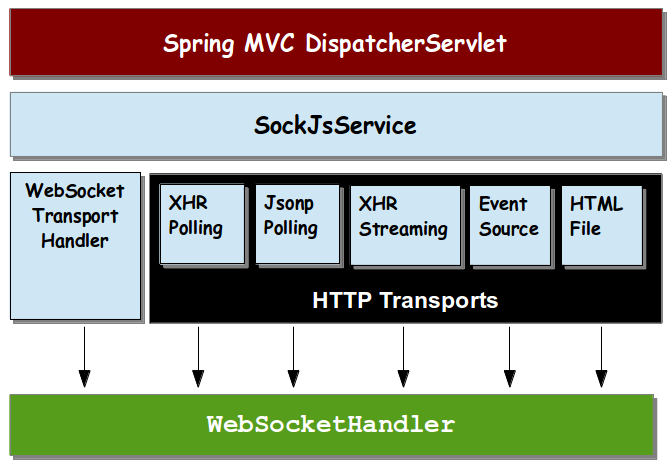 Spring MVC DispatcherServlet
SockJsService
WebSocket
Transport
Handler
XHR
Polling
Jsonp
Polling
XHR
Streaming
Event
Source
HTML
File
HTTP Transports
WebSocketHandler